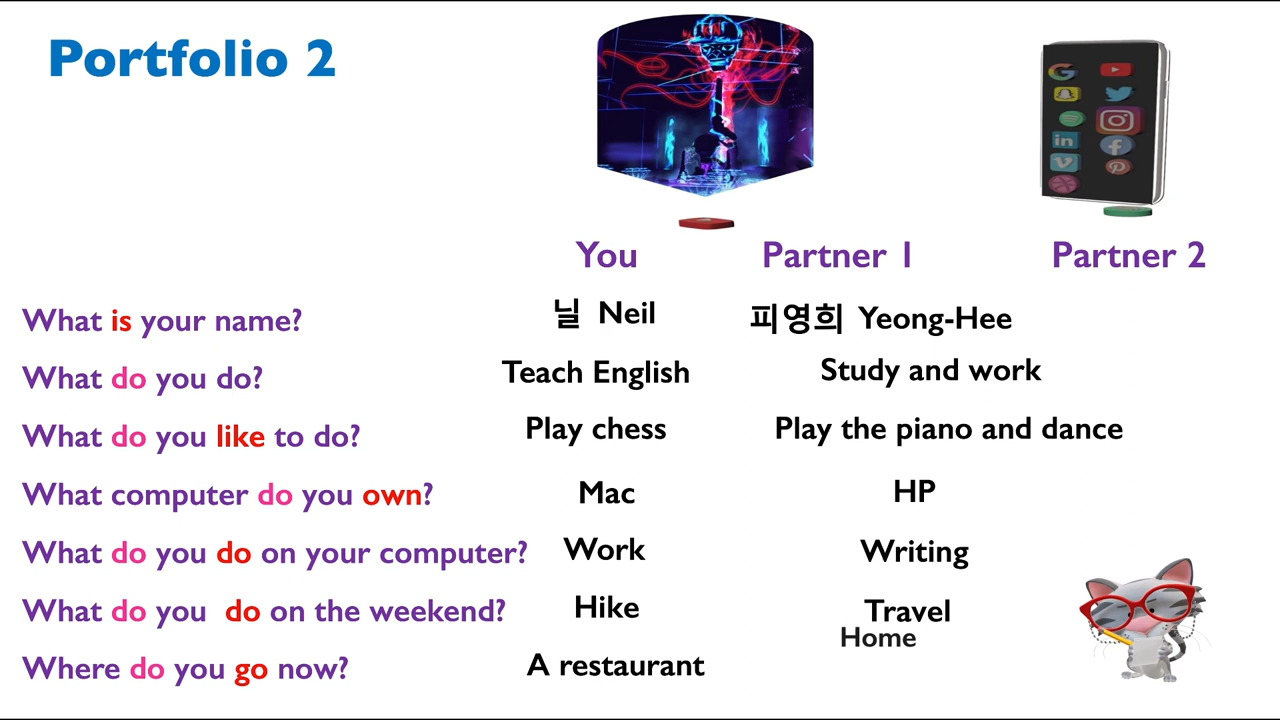 Portfolio 2
You Partner 1 Partner 2
What is your name? 닐 Neil 피영희 Yeong-Hee
What do you do? Teach English Study and work
What do you like to do? Play chess Play the piano and dance
What computer do you own? Mac HP
What do you do on your computer? Work Writing
What do you do on the weekend? Hike Travel
Home
Where do you go now? A restaurant